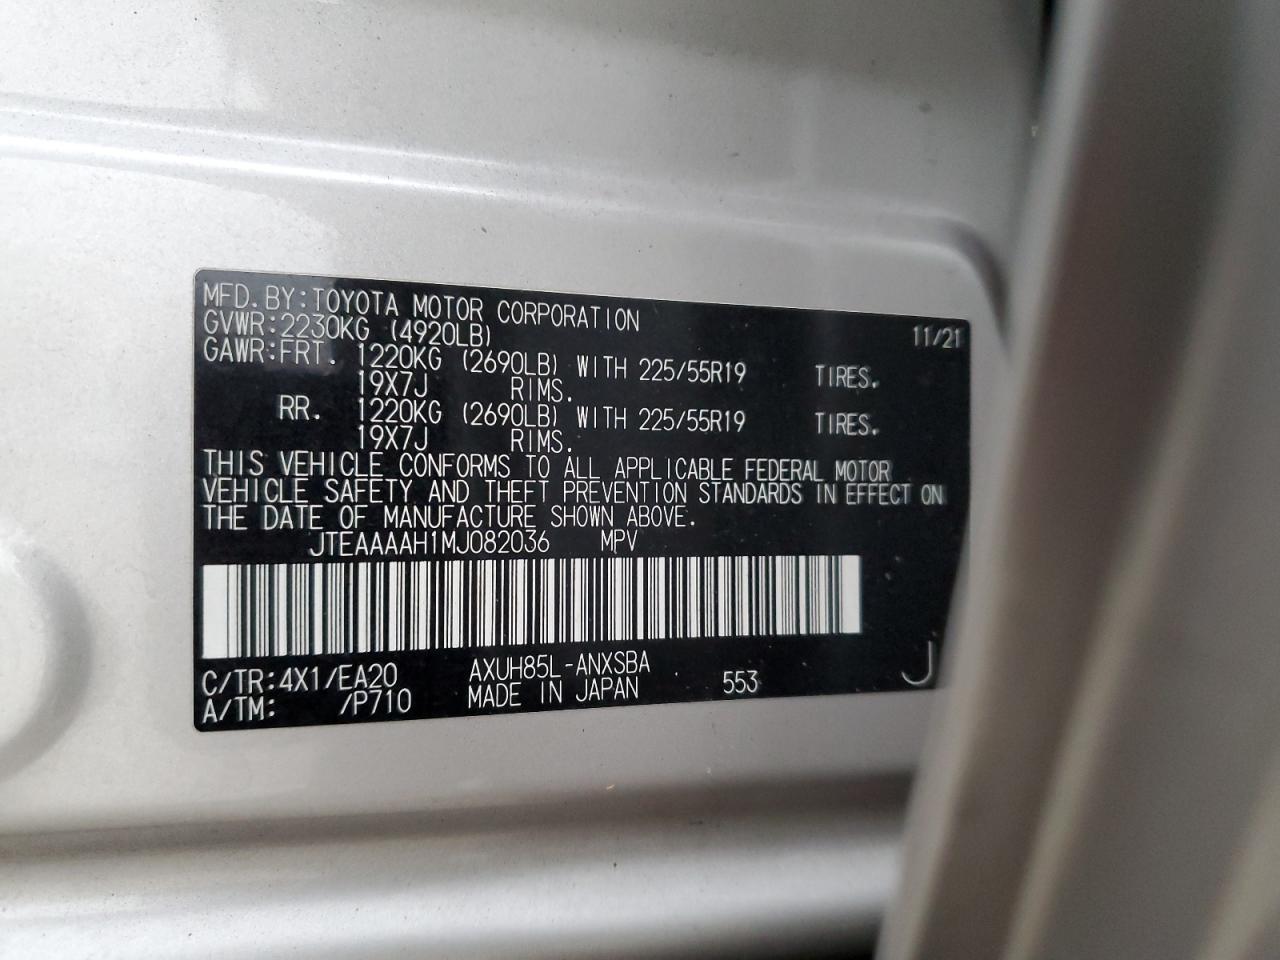 MFD. BY:TOYOTA MOTOR CORPORATION 11/21
GVWR:2230KG (4920LB)
GAWR:FRT. 1220KG (2690LB) WITH 225/55R19 TIRES.
19X7J RIMS.
RR. 1220KG (2690LB) WITH 225/55R19 TIRES.
19X7J RIMS.
THIS VEHICLE CONFORMS TO ALL APPLICABLE FEDERAL MOTOR
VEHICLE SAFETY AND THEFT PREVENTION STANDARDS IN EFFECT ON
THE DATE OF MANUFACTURE SHOWN ABOVE.
JTEAAAAH1MJ082036 MPV
C/TR:4X1/EA20 AXUH85L-ANXSBA
A/TM: /P710 MADE IN JAPAN 553 J